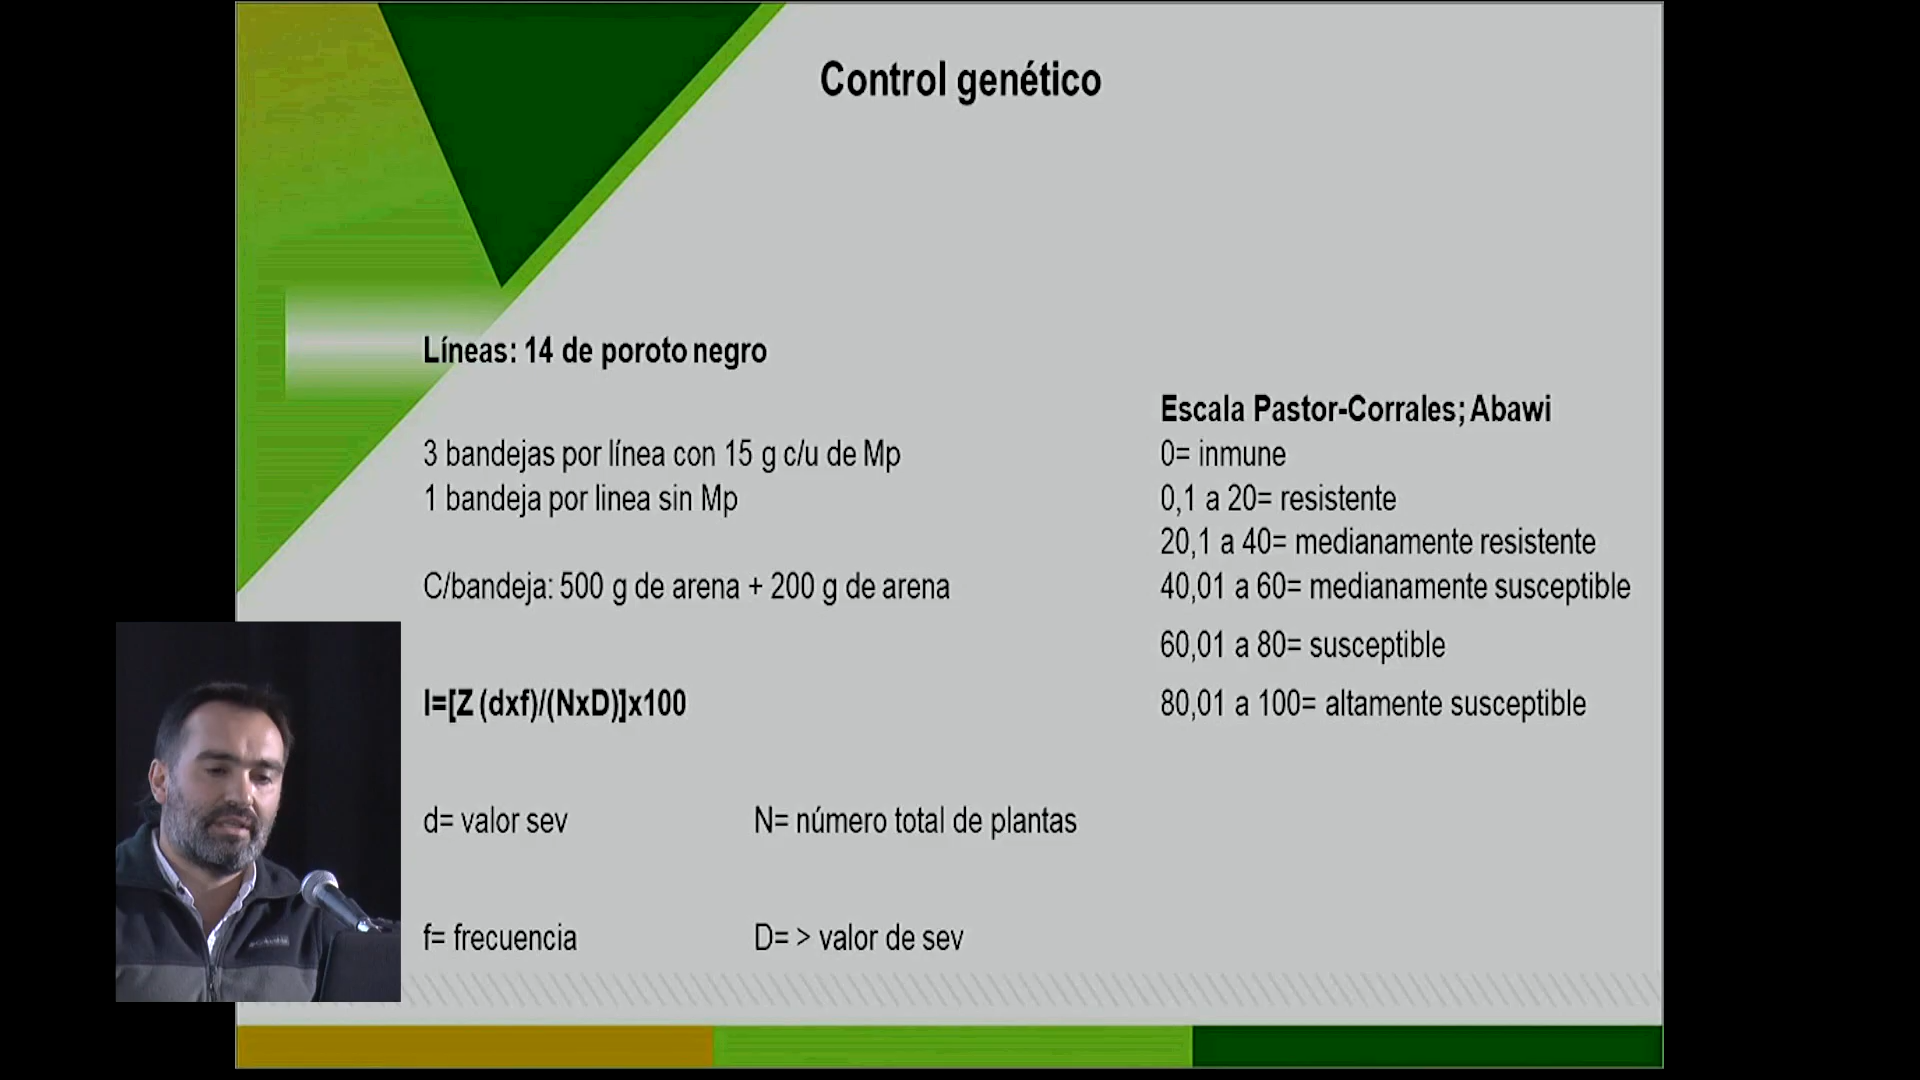 Control genético
Líneas: 14 de poroto negro
3 bandejas por línea con 15 g c/u de Mp
1 bandeja por linea sin Mp
C/bandeja: 500 g de arena + 200 g de arena
I=[Z (dxf)/(NxD)]x100
d= valor sev
N= número total de plantas
f= frecuencia
D= > valor de sev
Escala Pastor-Corrales; Abawi
0= inmune
0,1 a 20= resistente
20,1 a 40= medianamente resistente
40,01 a 60= medianamente susceptible
60,01 a 80= susceptible
80,01 a 100= altamente susceptible